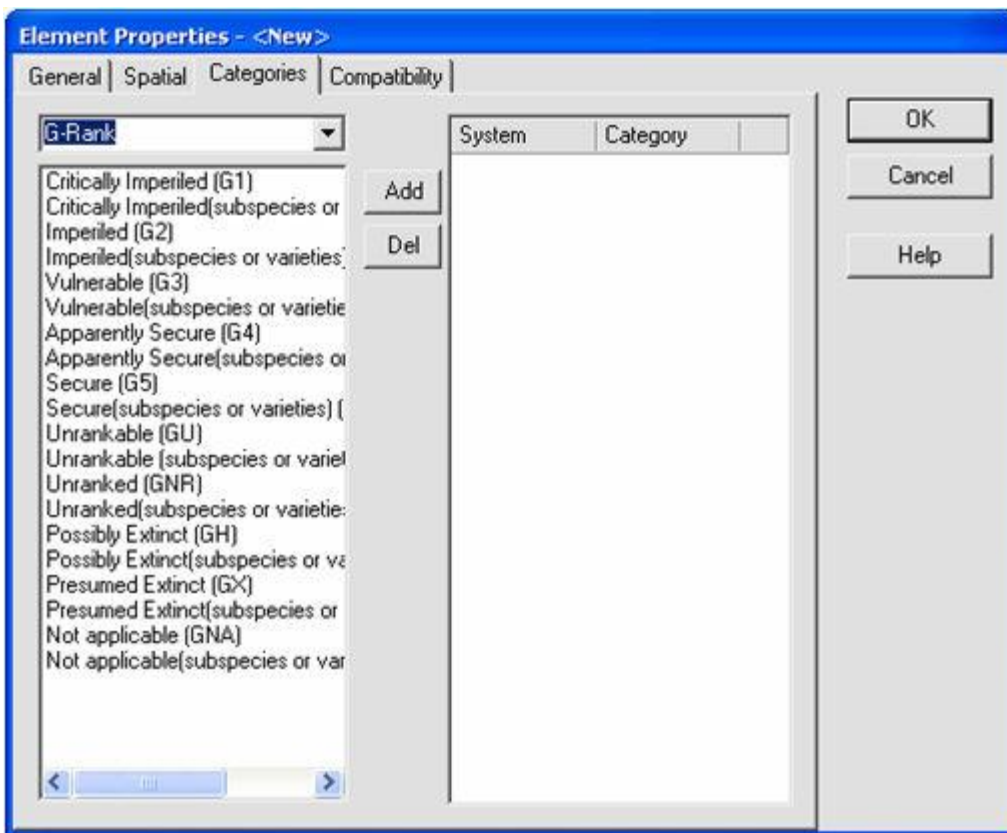 Element Properties - <New>
General Spatial Categories Compatibility
G-Rank
Critically Imperiled (G1)
Critically Imperiled(subspecies or
Imperiled (G2)
Imperiled(subspecies or varieties)
Vulnerable (G3)
Vulnerable(subspecies or varietie
Apparently Secure (G4)
Apparently Secure(subspecies or
Secure (G5)
Secure(subspecies or varieties) (
Unrankable (GU)
Unrankable (subspecies or variet
Unranked (GNR)
Unranked(subspecies or varieties
Possibly Extinct (GH)
Possibly Extinct(subspecies or va
Presumed Extinct (GX)
Presumed Extinct(subspecies or
Not applicable (GNA)
Not applicable(subspecies or var
Add
Del
System Category
OK
Cancel
Help